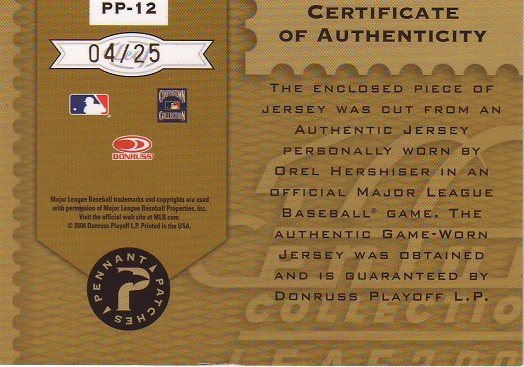 PP-12
04/25
CERTIFICATE
OF AUTHENTICITY
THE ENCLOSED PIECE OF
JERSEY WAS CUT FROM AN
AUTHENTIC JERSEY
PERSONALLY WORN BY
OREL HERSHISER IN AN
OFFICIAL MAJOR LEAGUE
BASEBALL® GAME. THE
AUTHENTIC GAME-WORN
JERSEY WAS OBTAINED
AND IS GUARANTEED BY
DONRUSS PLAYOFF L.P.
COOPERSTOWN
COLLECTION
DONRUSS
Major League Baseball trademarks and copyrights are used
with permission of Major League Baseball Properties, Inc.
Visit the official web site at MLB.com.
© 2004 Donruss Playoff L.P. Printed in the USA.
PENNANT PATCHES
P
COLLECTION
LEAF